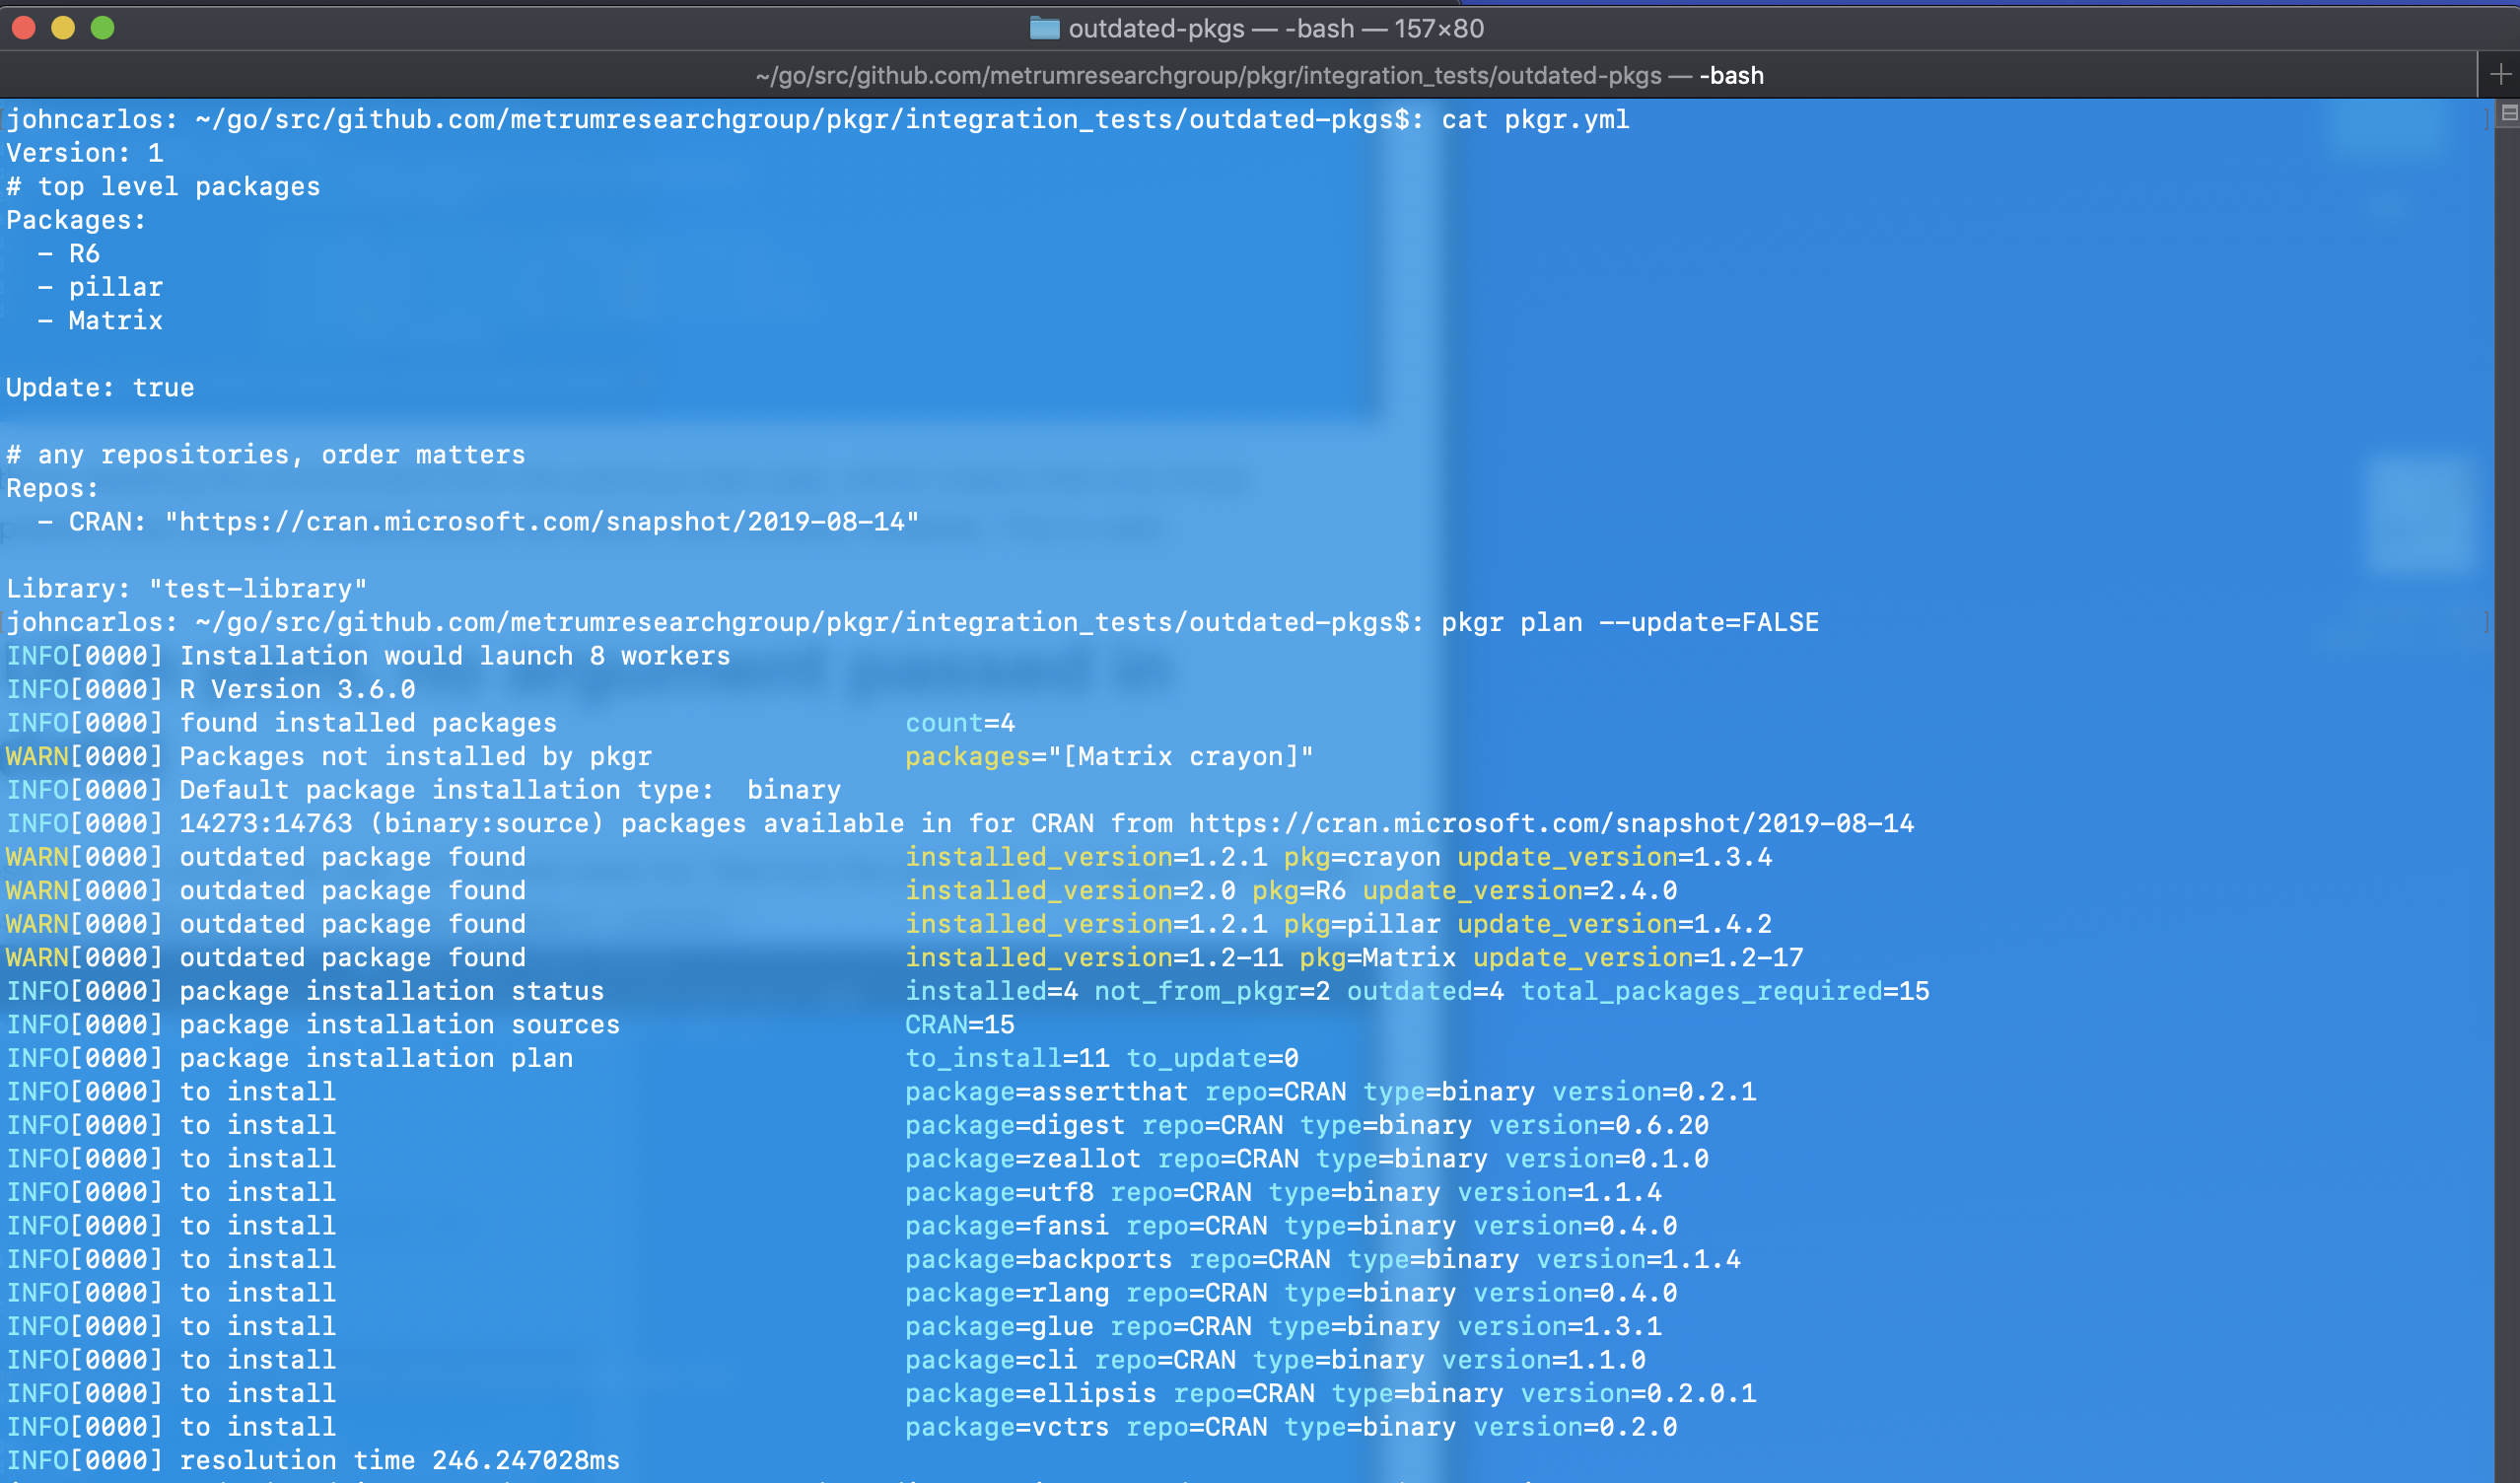 outdated-pkgs — -bash — 157×80
~/go/src/github.com/metrumresearchgroup/pkgr/integration_tests/outdated-pkgs — -bash
johncarlos: ~/go/src/github.com/metrumresearchgroup/pkgr/integration_tests/outdated-pkgs$: cat pkgr.yml
Version: 1
# top level packages
Packages:
  - R6
  - pillar
  - Matrix
Update: true
# any repositories, order matters
Repos:
  - CRAN: "https://cran.microsoft.com/snapshot/2019-08-14"
Library: "test-library"
johncarlos: ~/go/src/github.com/metrumresearchgroup/pkgr/integration_tests/outdated-pkgs$: pkgr plan --update=FALSE
INFO[0000] Installation would launch 8 workers
INFO[0000] R Version 3.6.0
INFO[0000] found installed packages count=4
WARN[0000] Packages not installed by pkgr packages="[Matrix crayon]"
INFO[0000] Default package installation type:  binary
INFO[0000] 14273:14763 (binary:source) packages available in for CRAN from https://cran.microsoft.com/snapshot/2019-08-14
WARN[0000] outdated package found installed_version=1.2.1 pkg=crayon update_version=1.3.4
WARN[0000] outdated package found installed_version=2.0 pkg=R6 update_version=2.4.0
WARN[0000] outdated package found installed_version=1.2.1 pkg=pillar update_version=1.4.2
WARN[0000] outdated package found installed_version=1.2-11 pkg=Matrix update_version=1.2-17
INFO[0000] package installation status installed=4 not_from_pkgr=2 outdated=4 total_packages_required=15
INFO[0000] package installation sources CRAN=15
INFO[0000] package installation plan to_install=11 to_update=0
INFO[0000] to install package=assertthat repo=CRAN type=binary version=0.2.1
INFO[0000] to install package=digest repo=CRAN type=binary version=0.6.20
INFO[0000] to install package=zeallot repo=CRAN type=binary version=0.1.0
INFO[0000] to install package=utf8 repo=CRAN type=binary version=1.1.4
INFO[0000] to install package=fansi repo=CRAN type=binary version=0.4.0
INFO[0000] to install package=backports repo=CRAN type=binary version=1.1.4
INFO[0000] to install package=rlang repo=CRAN type=binary version=0.4.0
INFO[0000] to install package=glue repo=CRAN type=binary version=1.3.1
INFO[0000] to install package=cli repo=CRAN type=binary version=1.1.0
INFO[0000] to install package=ellipsis repo=CRAN type=binary version=0.2.0.1
INFO[0000] to install package=vctrs repo=CRAN type=binary version=0.2.0
INFO[0000] resolution time 246.247028ms